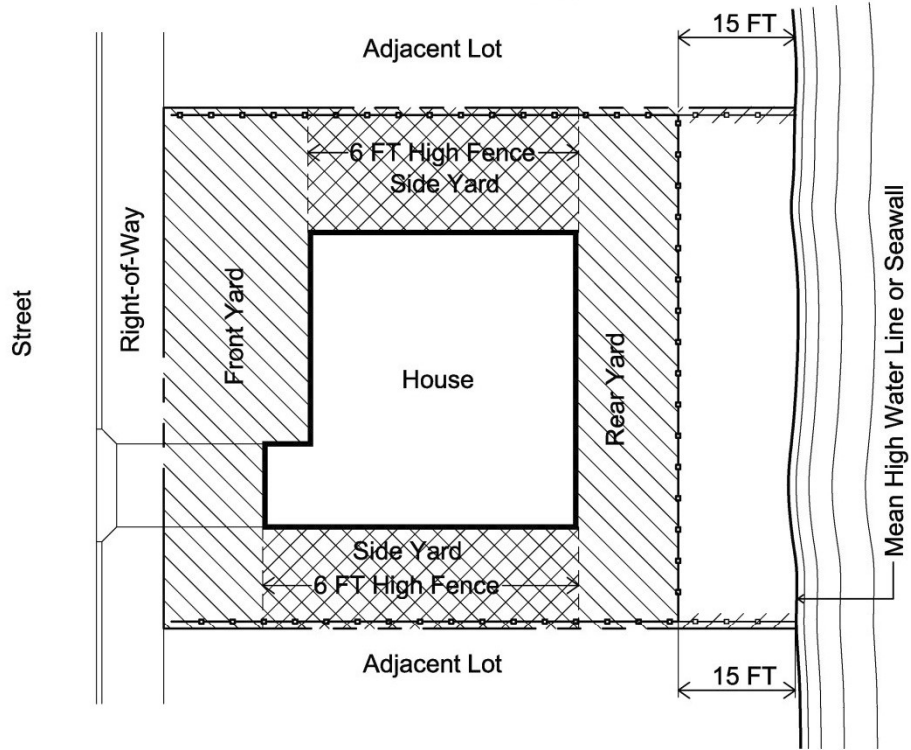 15 FT
Adjacent Lot
6 FT High Fence
Side Yard
Street
Right-of-Way
Front Yard
House
Rear Yard
Mean High Water Line or Seawall
Side Yard
6 FT High Fence
Adjacent Lot
15 FT